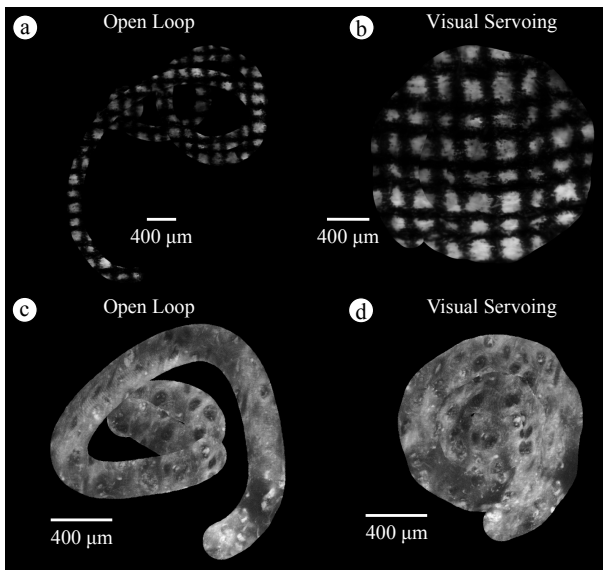 a
Open Loop
b
Visual Servoing
400 μm
400 μm
c
Open Loop
d
Visual Servoing
400 μm
400 μm